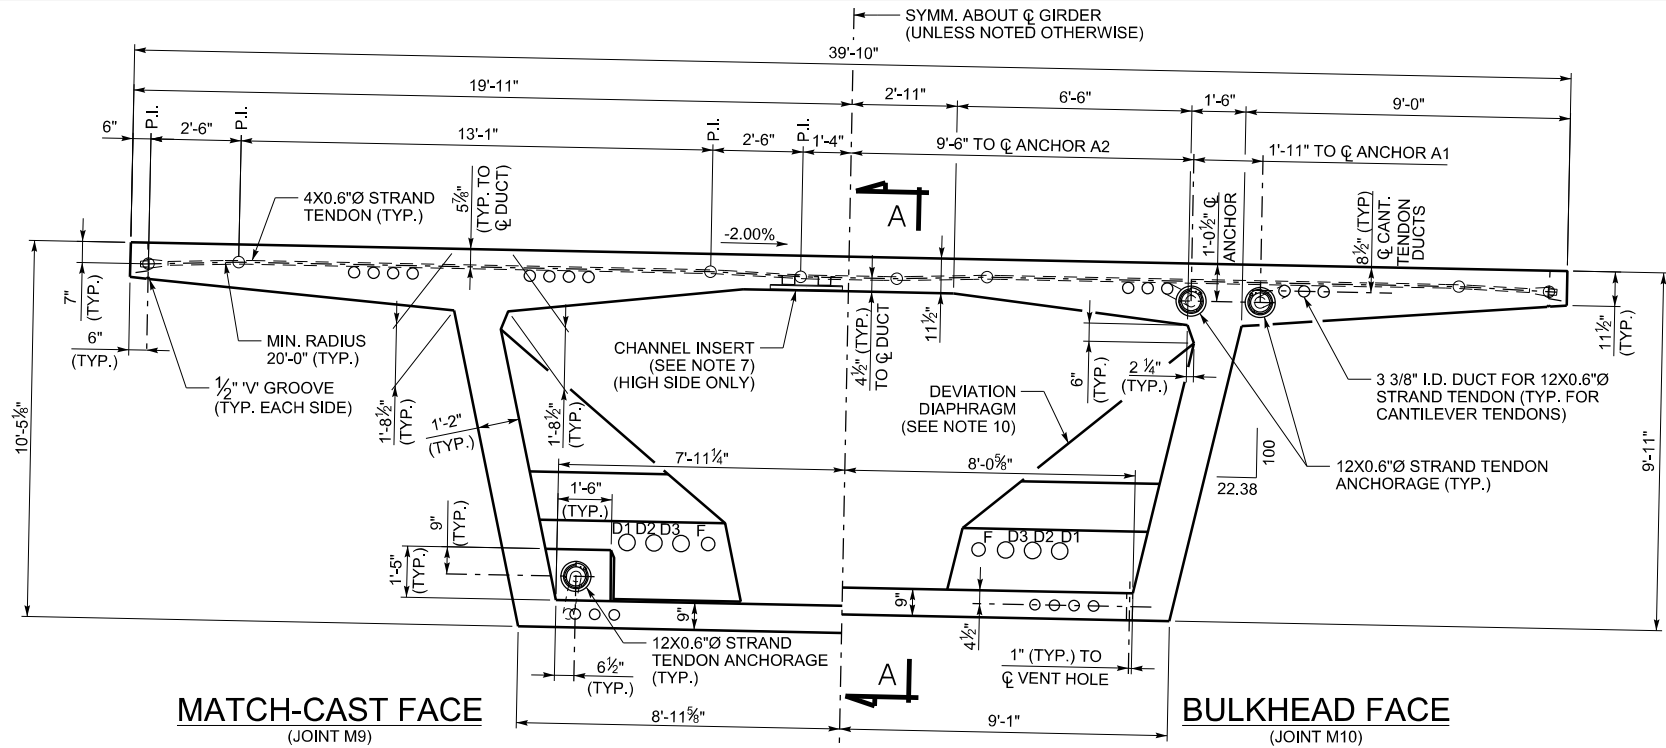 SYMM. ABOUT ℄ GIRDER
(UNLESS NOTED OTHERWISE)
39'-10"
19'-11"
2'-11"
6'-6"
1'-6"
9'-0"
6"
P.I.
2'-6"
P.I.
13'-1"
P.I.
2'-6"
P.I.
1'-4"
9'-6" TO ℄ ANCHOR A2
1'-11" TO ℄ ANCHOR A1
4X0.6"Ø STRAND
TENDON (TYP.)
5⅞"
(TYP. TO
℄ DUCT)
A
1'-0½" ℄
ANCHOR
8½" (TYP)
℄ CANT.
TENDON
DUCTS
-2.00%
7"
(TYP.)
6"
(TYP.)
MIN. RADIUS
20'-0" (TYP.)
½" 'V' GROOVE
(TYP. EACH SIDE)
1'-8½"
(TYP.)
1'-2"
(TYP.)
1'-8½"
(TYP.)
CHANNEL INSERT
(SEE NOTE 7)
(HIGH SIDE ONLY)
4½" (TYP.)
TO ℄ DUCT
11½"
6"
(TYP.)
2 ¼"
(TYP.)
11½"
(TYP.)
DEVIATION
DIAPHRAGM
(SEE NOTE 10)
3 3/8" I.D. DUCT FOR 12X0.6"Ø
STRAND TENDON (TYP. FOR
CANTILEVER TENDONS)
10'-5⅛"
7'-11¼"
8'-0⅝"
100
22.38
12X0.6"Ø STRAND TENDON
ANCHORAGE (TYP.)
9'-11"
1'-6"
(TYP.)
9"
(TYP.)
1'-5"
(TYP.)
D1 D2 D3 F
F D3 D2 D1
9"
9"
4½"
12X0.6"Ø STRAND
TENDON ANCHORAGE
(TYP.)
6½"
(TYP.)
1" (TYP.) TO
℄ VENT HOLE
A
MATCH-CAST FACE
(JOINT M9)
8'-11⅝"
9'-1"
BULKHEAD FACE
(JOINT M10)